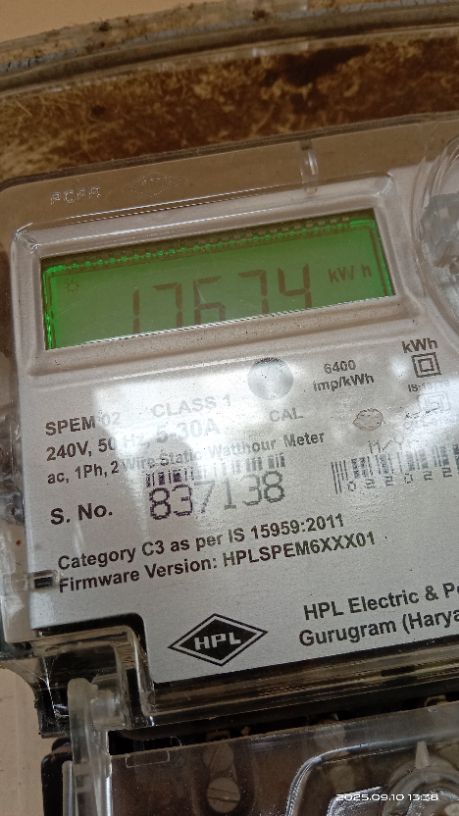 17674 kWh
kWh
6400
imp/kWh
SPEM 02 CLASS 1
CAL
240V, 50 Hz, 5-30A
ac, 1Ph, 2 Wire Static Watthour Meter
S. No. 837138
Category C3 as per IS 15959:2011
Firmware Version: HPLSPEM6XXX01
HPL
HPL Electric & Po
Gurugram (Harya
2025.09.10 13:38